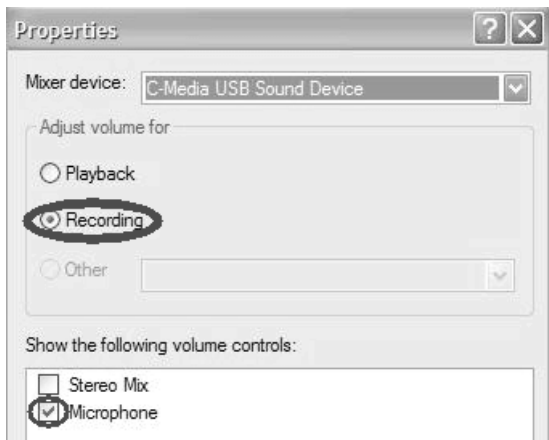 Properties
Mixer device: C-Media USB Sound Device
Adjust volume for
Playback
Recording
Other
Show the following volume controls:
Stereo Mix
Microphone